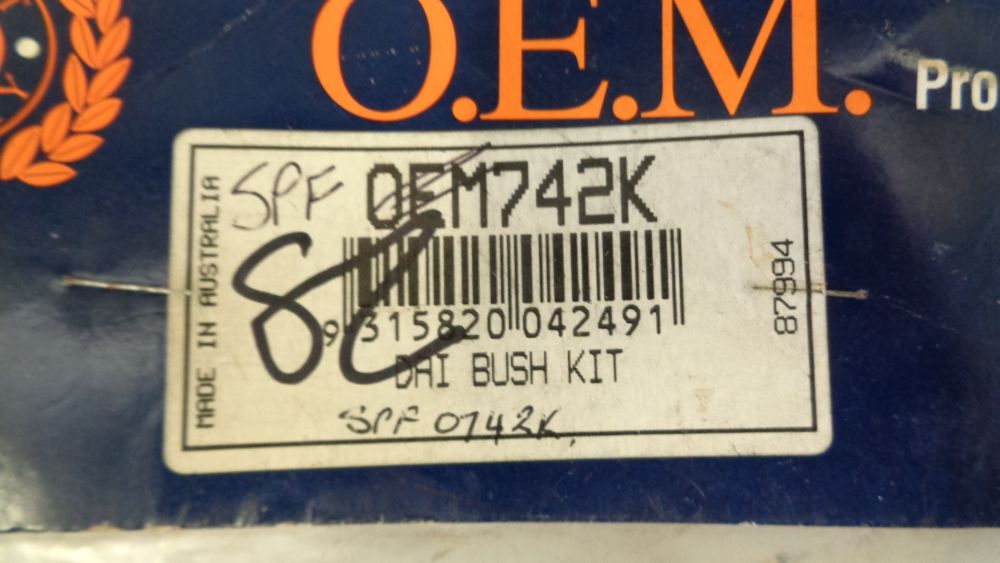 O.E.M. Pro
MADE IN AUSTRALIA
SPF OEM742K
8C
9 315820 042491
87994
DAI BUSH KIT
SPF 0742K.